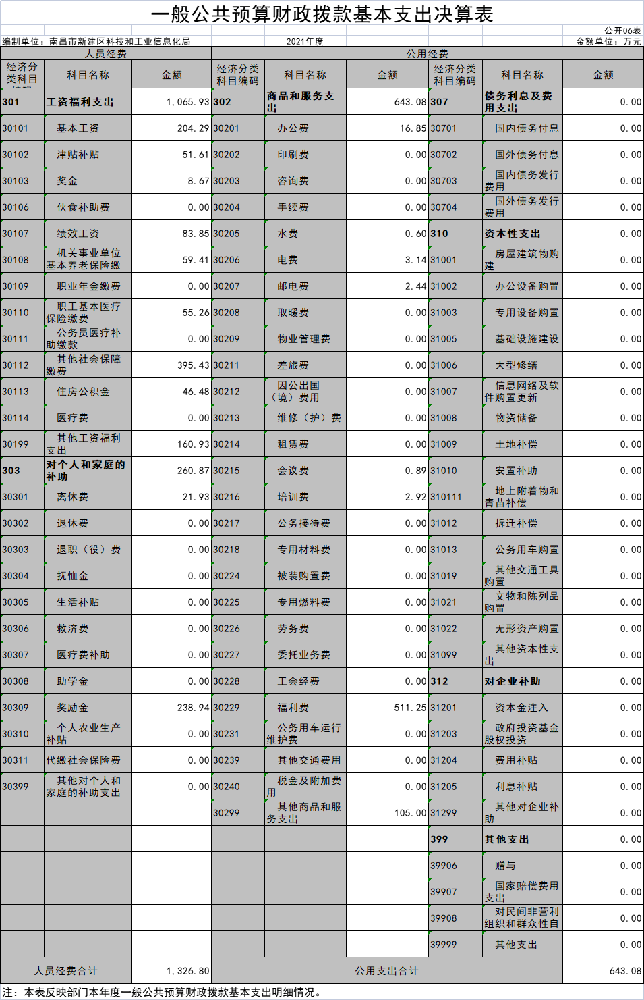 一般公共预算财政拨款基本支出决算表
公开06表
编制单位：南昌市新建区科技和工业信息化局 2021年度 金额单位：万元
人员经费 公用经费
经济分类科目 科目名称 金额 经济分类科目编码 科目名称 金额 经济分类科目编码 科目名称 金额
301 工资福利支出 1,065.93 302 商品和服务支出 643.08 307 债务利息及费用支出 0.00
30101 基本工资 204.29 30201 办公费 16.85 30701 国内债务付息 0.00
30102 津贴补贴 51.61 30202 印刷费 0.00 30702 国外债务付息 0.00
30103 奖金 8.67 30203 咨询费 0.00 30703 国内债务发行费用 0.00
30106 伙食补助费 0.00 30204 手续费 0.00 30704 国外债务发行费用 0.00
30107 绩效工资 83.85 30205 水费 0.60 310 资本性支出 0.00
30108 机关事业单位基本养老保险缴 59.41 30206 电费 3.14 31001 房屋建筑物购建 0.00
30109 职业年金缴费 0.00 30207 邮电费 2.44 31002 办公设备购置 0.00
30110 职工基本医疗保险缴费 55.26 30208 取暖费 0.00 31003 专用设备购置 0.00
30111 公务员医疗补助缴款 0.00 30209 物业管理费 0.00 31005 基础设施建设 0.00
30112 其他社会保障缴费 395.43 30211 差旅费 0.00 31006 大型修缮 0.00
30113 住房公积金 46.48 30212 因公出国（境）费用 0.00 31007 信息网络及软件购置更新 0.00
30114 医疗费 0.00 30213 维修（护）费 0.00 31008 物资储备 0.00
30199 其他工资福利支出 160.93 30214 租赁费 0.00 31009 土地补偿 0.00
303 对个人和家庭的补助 260.87 30215 会议费 0.89 31010 安置补助 0.00
30301 离休费 21.93 30216 培训费 2.92 310111 地上附着物和青苗补偿 0.00
30302 退休费 0.00 30217 公务接待费 0.00 31012 拆迁补偿 0.00
30303 退职（役）费 0.00 30218 专用材料费 0.00 31013 公务用车购置 0.00
30304 抚恤金 0.00 30224 被装购置费 0.00 31019 其他交通工具购置 0.00
30305 生活补贴 0.00 30225 专用燃料费 0.00 31021 文物和陈列品购置 0.00
30306 救济费 0.00 30226 劳务费 0.00 31022 无形资产购置 0.00
30307 医疗费补助 0.00 30227 委托业务费 0.00 31099 其他资本性支出 0.00
30308 助学金 0.00 30228 工会经费 0.00 312 对企业补助 0.00
30309 奖励金 238.94 30229 福利费 511.25 31201 资本金注入 0.00
30310 个人农业生产补贴 0.00 30231 公务用车运行维护费 0.00 31203 政府投资基金股权投资 0.00
30311 代缴社会保险费 0.00 30239 其他交通费用 0.00 31204 费用补贴 0.00
30399 其他对个人和家庭的补助支出 0.00 30240 税金及附加费用 0.00 31205 利息补贴 0.00
30299 其他商品和服务支出 105.00 31299 其他对企业补助 0.00
399 其他支出 0.00
39906 赠与 0.00
39907 国家赔偿费用支出 0.00
39908 对民间非营利组织和群众性自 0.00
39999 其他支出 0.00
人员经费合计 1,326.80 公用支出合计 643.08
注：本表反映部门本年度一般公共预算财政拨款基本支出明细情况。